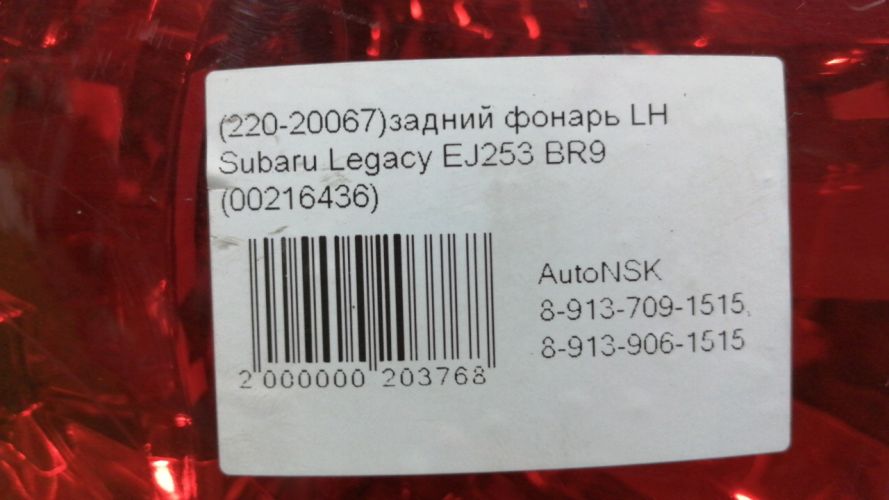 (220-20067)задний фонарь LH
Subaru Legacy EJ253 BR9
(00216436)
2 000000 203768
AutoNSK
8-913-709-1515,
8-913-906-1515